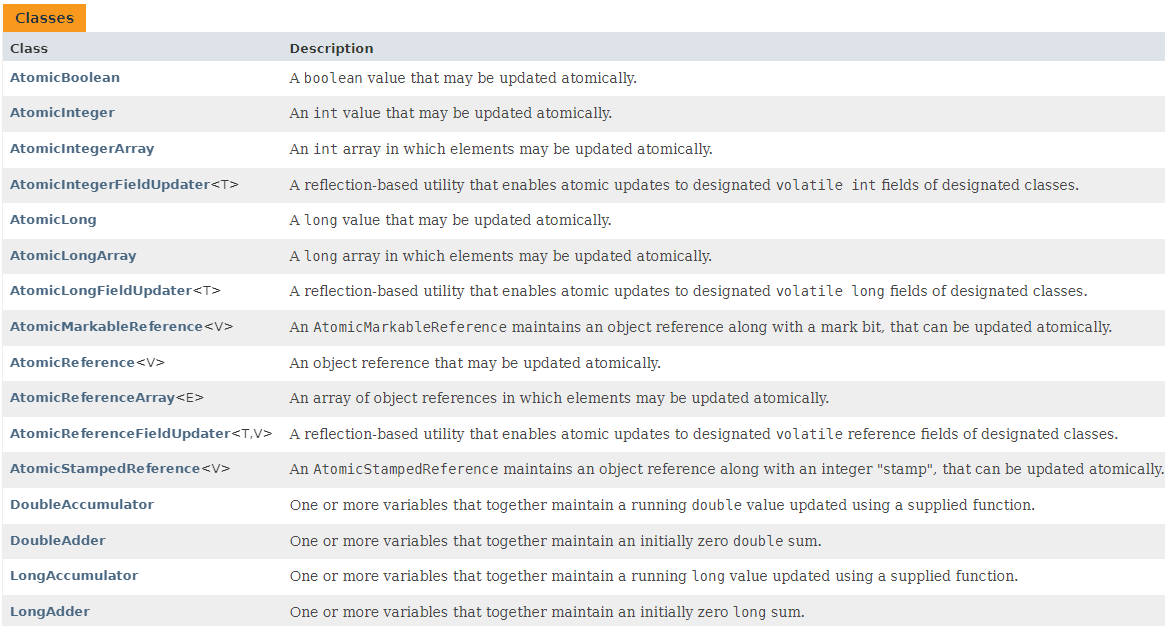 Classes
Class Description
AtomicBoolean A boolean value that may be updated atomically.
AtomicInteger An int value that may be updated atomically.
AtomicIntegerArray An int array in which elements may be updated atomically.
AtomicIntegerFieldUpdater<T> A reflection-based utility that enables atomic updates to designated volatile int fields of designated classes.
AtomicLong A long value that may be updated atomically.
AtomicLongArray A long array in which elements may be updated atomically.
AtomicLongFieldUpdater<T> A reflection-based utility that enables atomic updates to designated volatile long fields of designated classes.
AtomicMarkableReference<V> An AtomicMarkableReference maintains an object reference along with a mark bit, that can be updated atomically.
AtomicReference<V> An object reference that may be updated atomically.
AtomicReferenceArray<E> An array of object references in which elements may be updated atomically.
AtomicReferenceFieldUpdater<T,V> A reflection-based utility that enables atomic updates to designated volatile reference fields of designated classes.
AtomicStampedReference<V> An AtomicStampedReference maintains an object reference along with an integer "stamp", that can be updated atomically.
DoubleAccumulator One or more variables that together maintain a running double value updated using a supplied function.
DoubleAdder One or more variables that together maintain an initially zero double sum.
LongAccumulator One or more variables that together maintain a running long value updated using a supplied function.
LongAdder One or more variables that together maintain an initially zero long sum.